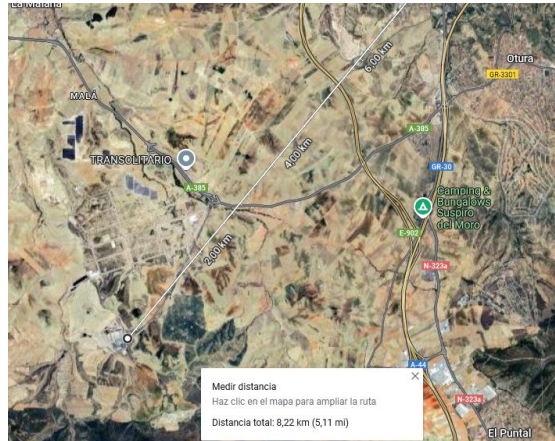 La Malahá
6,00 km
Otura
GR-3301
MALÁ
4,00 km
A-385
TRANSOLITARIO
GR-30
A-385
Camping &
Bungalows
Suspiro
del Moro
2,00 km
E-902
N-323a
A-44
Medir distancia
Haz clic en el mapa para ampliar la ruta
N-323a
Distancia total: 8,22 km (5,11 mi)
El Puntal